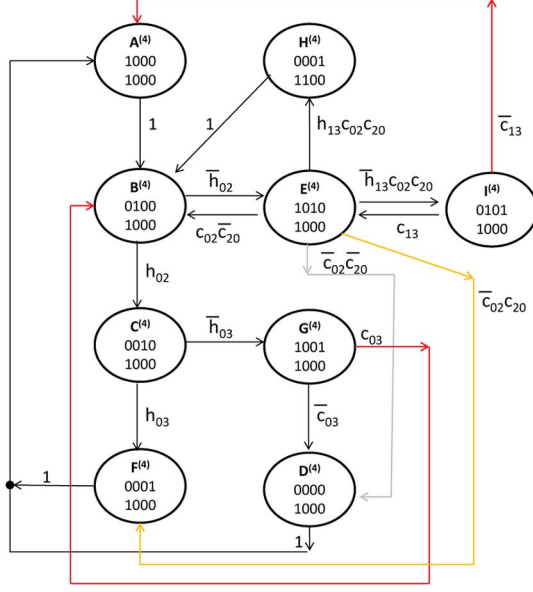 A⁽⁴⁾
1000
1000
H⁽⁴⁾
0001
1100
1
1
h₁₃c₀₂c₂₀
c̅₁₃
B⁽⁴⁾
0100
1000
h̅₀₂
c₀₂c̅₂₀
E⁽⁴⁾
1010
1000
h̅₁₃c₀₂c₂₀
c₁₃
I⁽⁴⁾
0101
1000
h₀₂
c̅₀₂c̅₂₀
c̅₀₂c₂₀
C⁽⁴⁾
0010
1000
h̅₀₃
G⁽⁴⁾
1001
1000
c₀₃
h₀₃
c̅₀₃
1
F⁽⁴⁾
0001
1000
D⁽⁴⁾
0000
1000
1